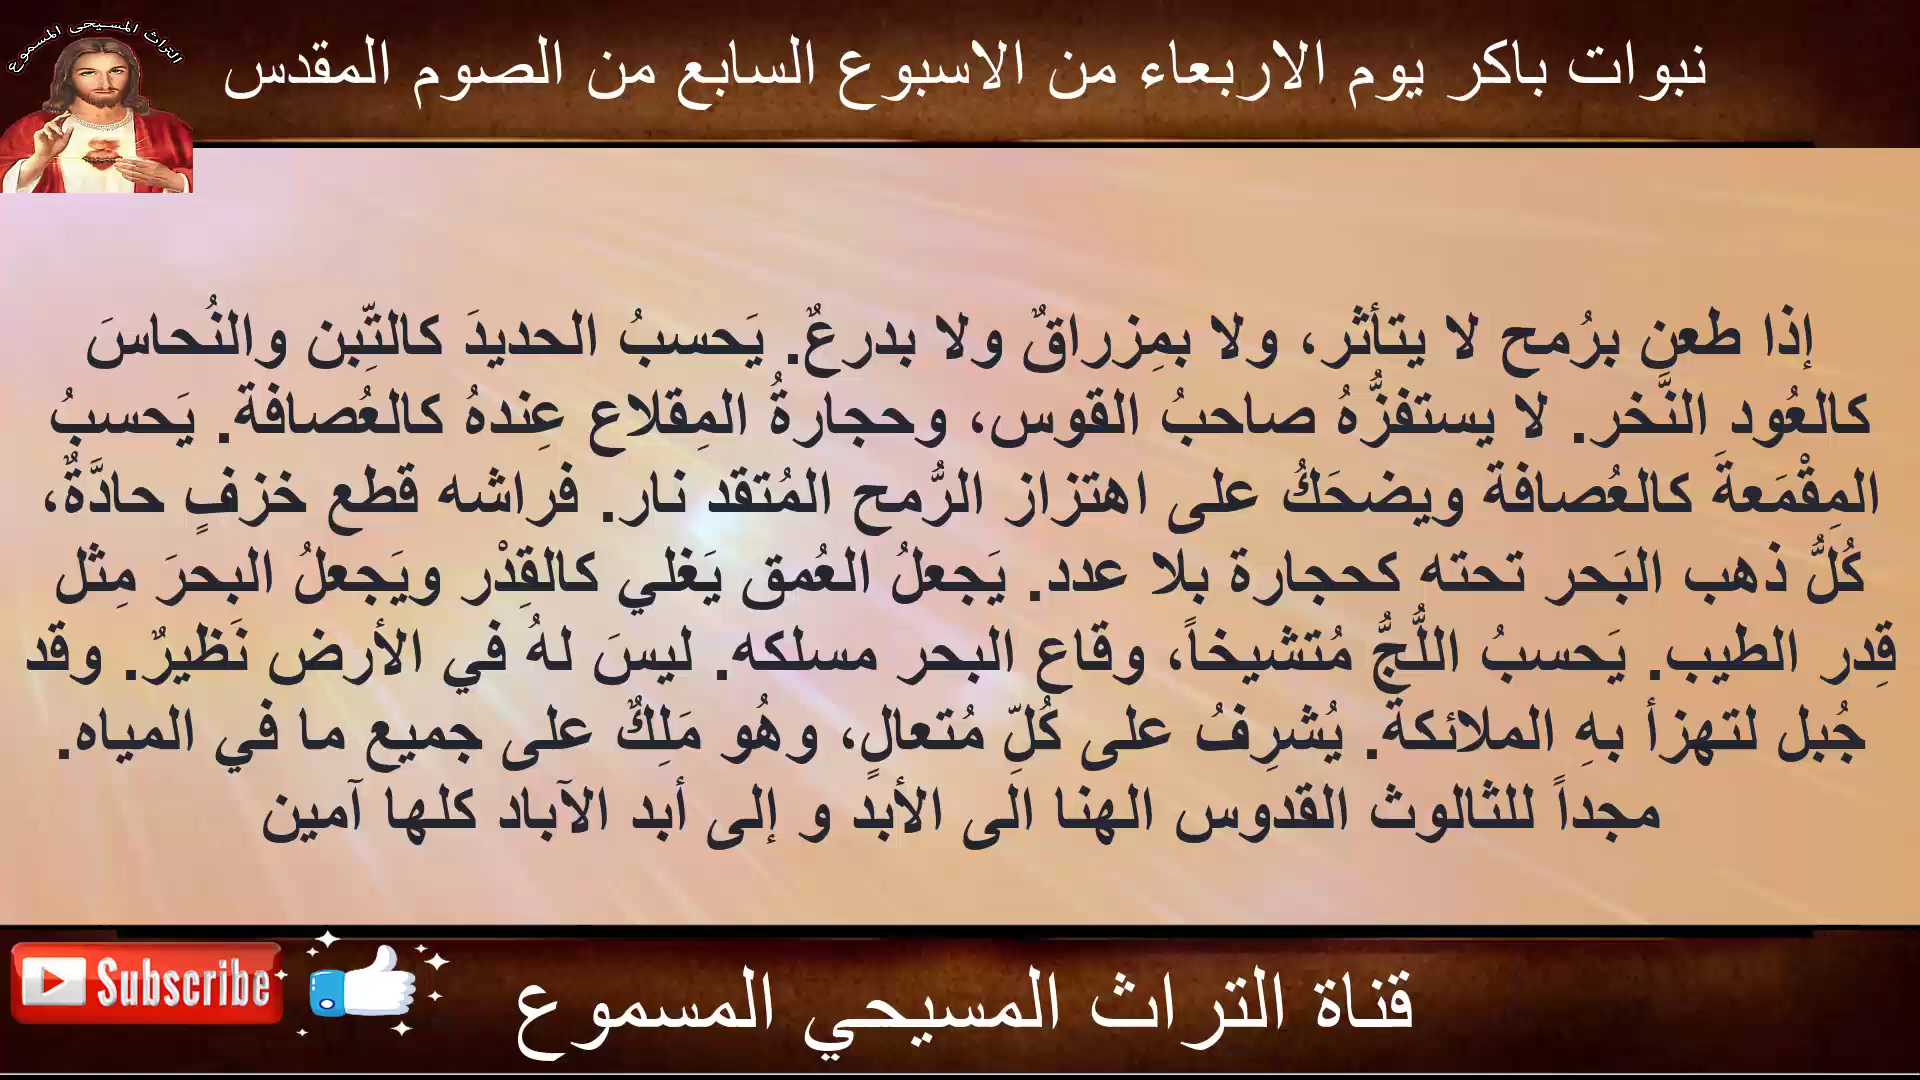 التراث المسيحى المسموع
نبوات باكر يوم الاربعاء من الاسبوع السابع من الصوم المقدس
إذا طعن برُمح لا يتأثر، ولا بمِزراقٌ ولا بدرعٌ. يَحسبُ الحديدَ كالتِّبن والنُحاسَ
كالعُود النَّخر. لا يستفزُّهُ صاحبُ القوس، وحجارةُ المِقلاع عِندهُ كالعُصافة. يَحسبُ
المِقْمَعةَ كالعُصافة ويضحَكُ على اهتزاز الرُّمح المُتقد نار. فراشه قطع خزفٍ حادَّةٌ،
كُلُّ ذهب البَحر تحته كحجارة بلا عدد. يَجعلُ العُمق يَغلي كالقِدْر ويَجعلُ البحرَ مِثل
قِدر الطيب. يَحسبُ اللُّجُّ مُتشيخاً، وقاع البحر مسلكه. ليسَ لهُ في الأرض نَظيرٌ. وقد
جُبل لتهزأ بهِ الملائكة. يُشرِفُ على كُلِّ مُتعالٍ، وهُو مَلِكٌ على جميع ما في المياه.
مجداً للثالوث القدوس الهنا الى الأبد و إلى أبد الآباد كلها آمين
Subscribe
قناة التراث المسيحي المسموع